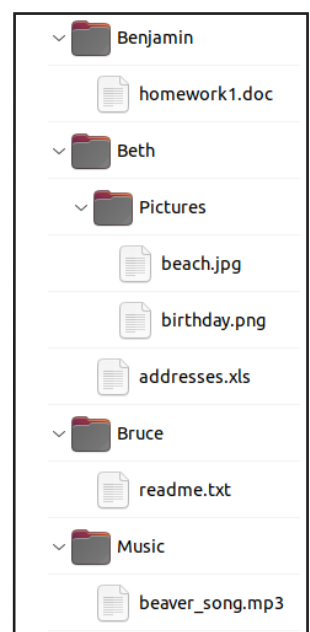 Benjamin
homework1.doc
Beth
Pictures
beach.jpg
birthday.png
addresses.xls
Bruce
readme.txt
Music
beaver_song.mp3